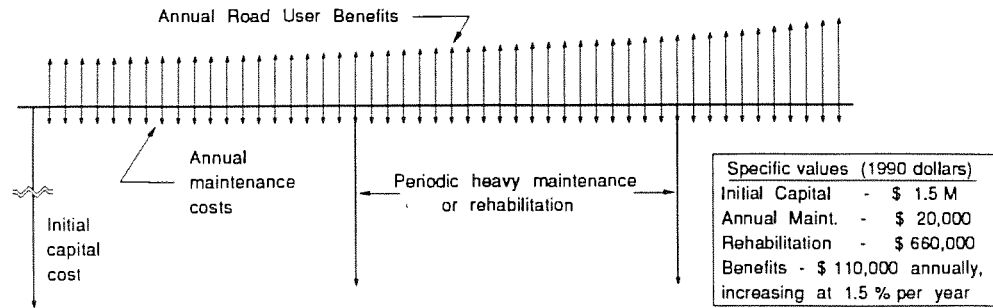 Annual Road User Benefits
Annual
maintenance
costs
Periodic heavy maintenance
or rehabilitation
Initial
capital
cost
Specific values (1990 dollars)
Initial Capital - $ 1.5 M
Annual Maint. - $ 20,000
Rehabilitation - $ 660,000
Benefits - $ 110,000 annually,
increasing at 1.5 % per year